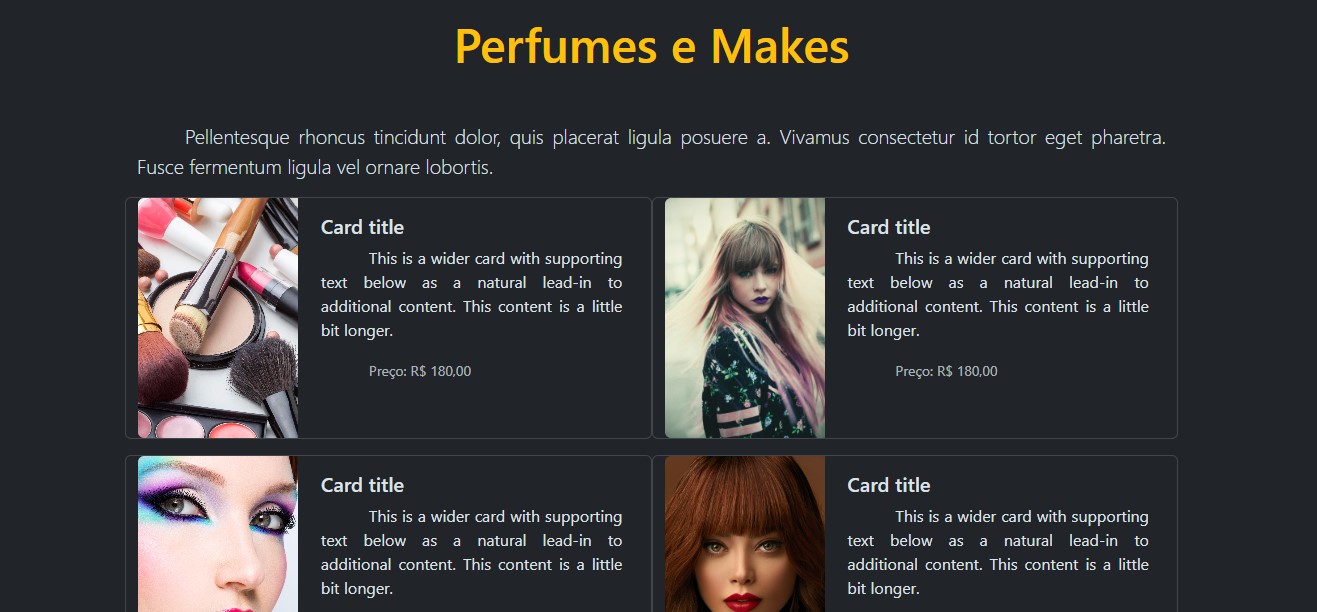 Perfumes e Makes
Pellentesque rhoncus tincidunt dolor, quis placerat ligula posuere a. Vivamus consectetur id tortor eget pharetra.
Fusce fermentum ligula vel ornare lobortis.
Card title
This is a wider card with supporting
text below as a natural lead-in to
additional content. This content is a little
bit longer.
Preço: R$ 180,00
Card title
This is a wider card with supporting
text below as a natural lead-in to
additional content. This content is a little
bit longer.
Preço: R$ 180,00
Card title
This is a wider card with supporting
text below as a natural lead-in to
additional content. This content is a little
bit longer.
Card title
This is a wider card with supporting
text below as a natural lead-in to
additional content. This content is a little
bit longer.